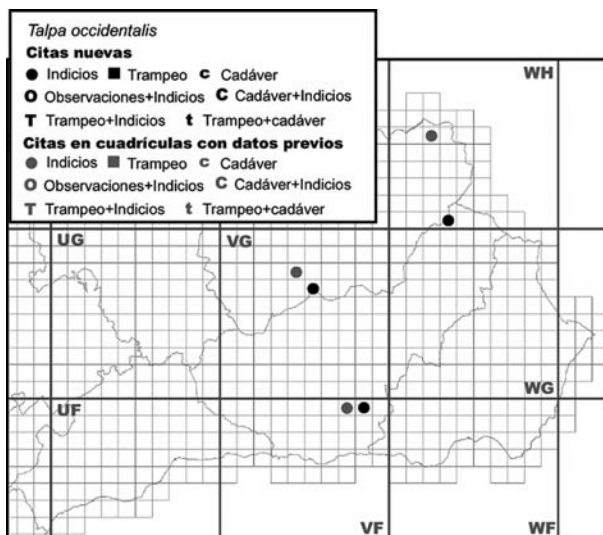 Talpa occidentalis
Citas nuevas
Indicios Trampeo c Cadáver
O Observaciones+Indicios C Cadáver+Indicios
T Trampeo+Indicios t Trampeo+cadáver
Citas en cuadrículas con datos previos
Indicios Trampeo c Cadáver
O Observaciones+Indicios C Cadáver+Indicios
T Trampeo+Indicios t Trampeo+cadáver
WH
UG VG
WG
UF
VF WF